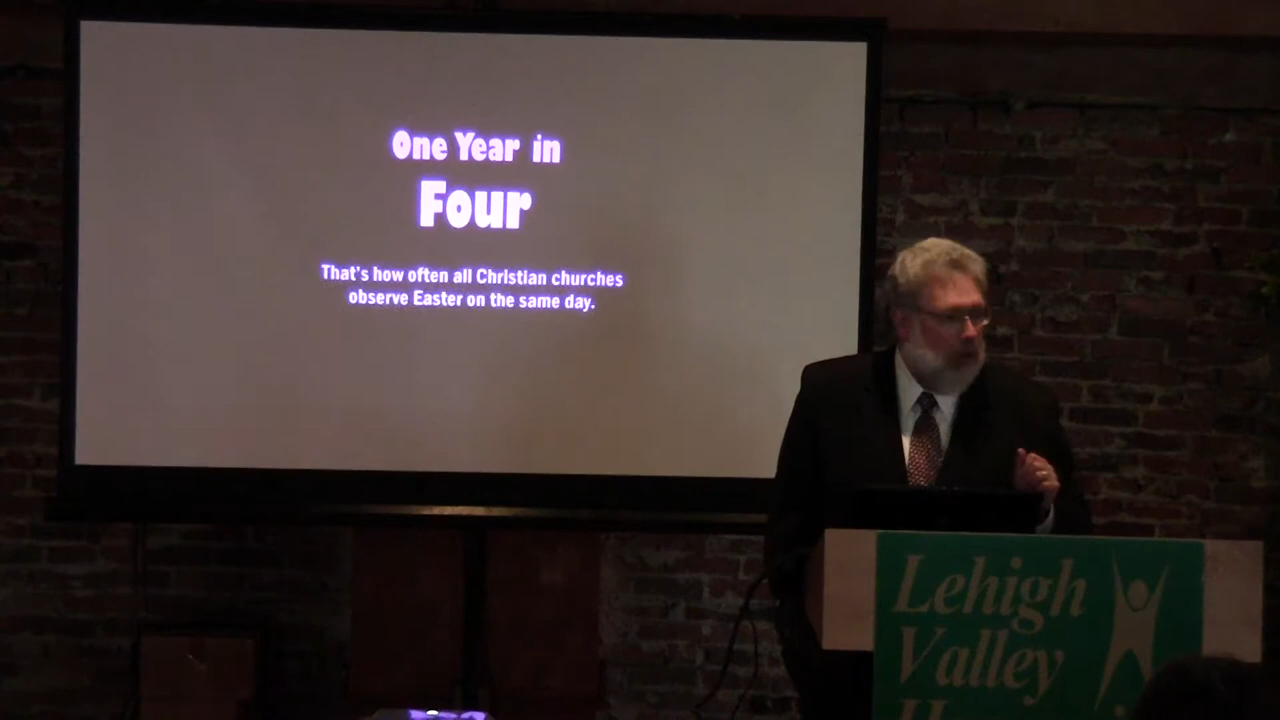 One Year in
Four
That's how often all Christian churches
observe Easter on the same day.
Lehigh
Valley